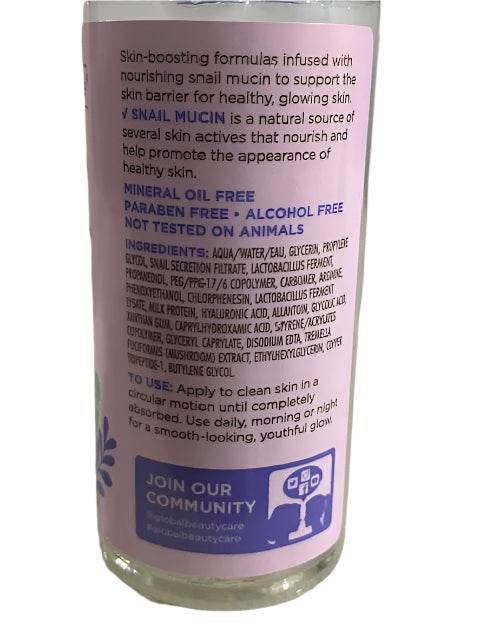 Skin-boosting formulas infused with
nourishing snail mucin to support the
skin barrier for healthy, glowing skin.
√ SNAIL MUCIN is a natural source of
several skin actives that nourish and
help promote the appearance of
healthy skin.
MINERAL OIL FREE
PARABEN FREE • ALCOHOL FREE
NOT TESTED ON ANIMALS
INGREDIENTS: AQUA/WATER/EAU, GLYCERIN, PROPYLENE
GLYCOL, SNAIL SECRETION FILTRATE, LACTOBACILLUS FERMENT,
PROPANEDIOL, PEG/PPG-17/6 COPOLYMER, CARBOMER, ARGININE,
PHENOXYETHANOL, CHLORPHENESIN, LACTOBACILLUS FERMENT
LYSATE, MILK PROTEIN, HYALURONIC ACID, ALLANTOIN, GLYCOLIC ACID,
XANTHAN GUM, CAPRYLHYDROXAMIC ACID, STYRENE/ACRYLATES
COPOLYMER, GLYCERYL CAPRYLATE, DISODIUM EDTA, TREMELLA
FUCIFORMIS (MUSHROOM) EXTRACT, ETHYLHEXYLGLYCERIN, COPPER
TRIPEPTIDE-1, BUTYLENE GLYCOL.
TO USE: Apply to clean skin in a
circular motion until completely
absorbed. Use daily, morning or night
for a smooth-looking, youthful glow.
JOIN OUR
COMMUNITY
@globalbeautycare
#globalbeautycare